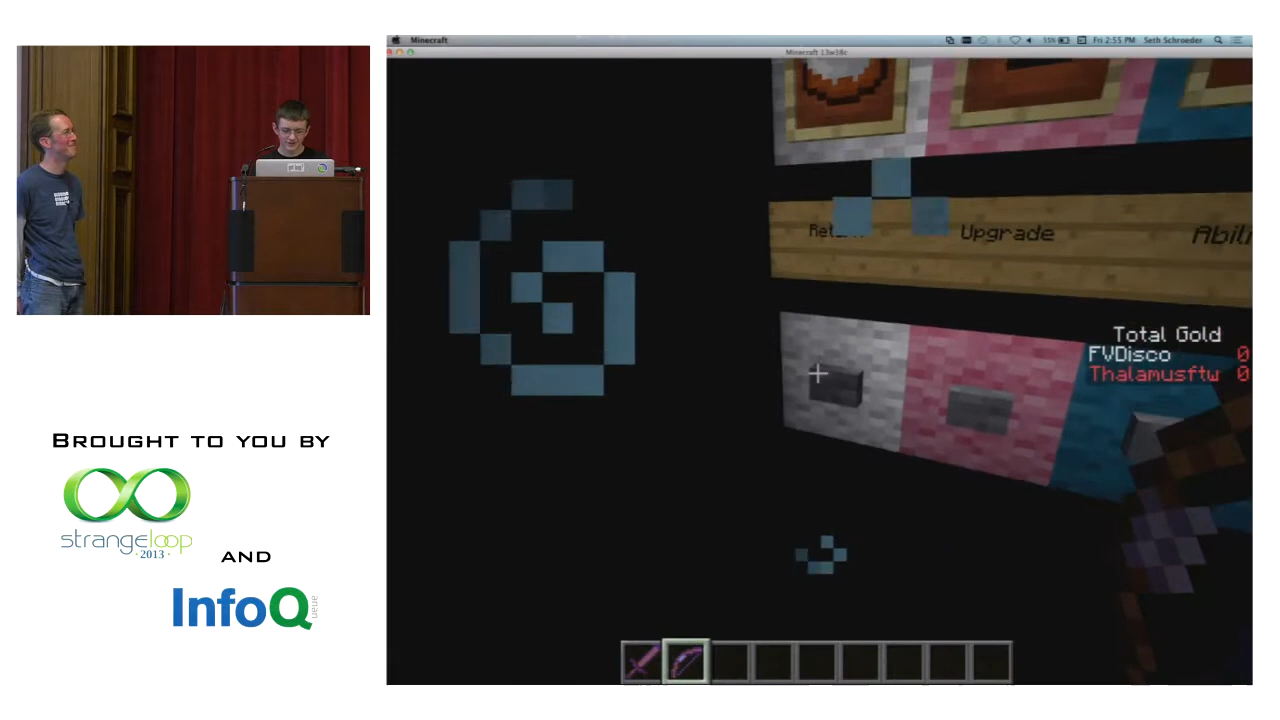 Minecraft
Minecraft 13w38c
Fri 2:55 PM
Seth Schroeder
Upgrade
Total Gold
FVDisco 0
Thalamusftw 0
BROUGHT TO YOU BY
strangeloop
·2013·
AND
InfoQ